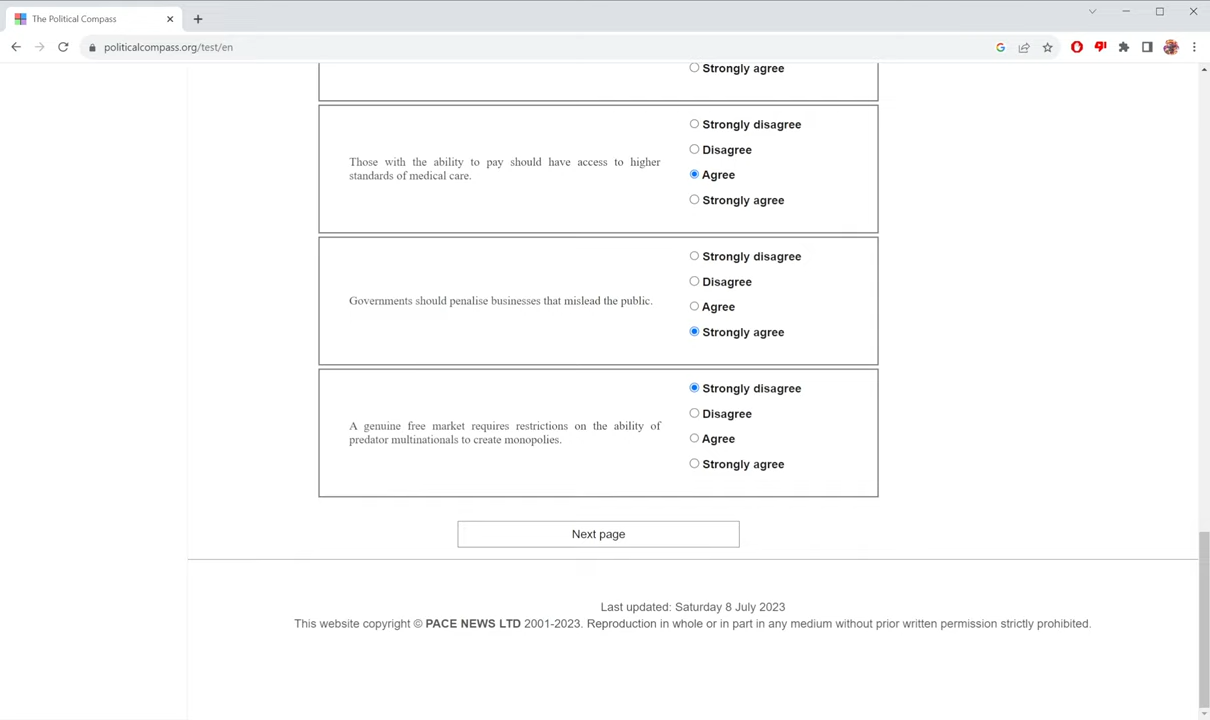 The Political Compass
politicalcompass.org/test/en
Strongly agree
Those with the ability to pay should have access to higher
standards of medical care.
Strongly disagree
Disagree
Agree
Strongly agree
Governments should penalise businesses that mislead the public.
Strongly disagree
Disagree
Agree
Strongly agree
A genuine free market requires restrictions on the ability of
predator multinationals to create monopolies.
Strongly disagree
Disagree
Agree
Strongly agree
Next page
Last updated: Saturday 8 July 2023
This website copyright © PACE NEWS LTD 2001-2023. Reproduction in whole or in part in any medium without prior written permission strictly prohibited.